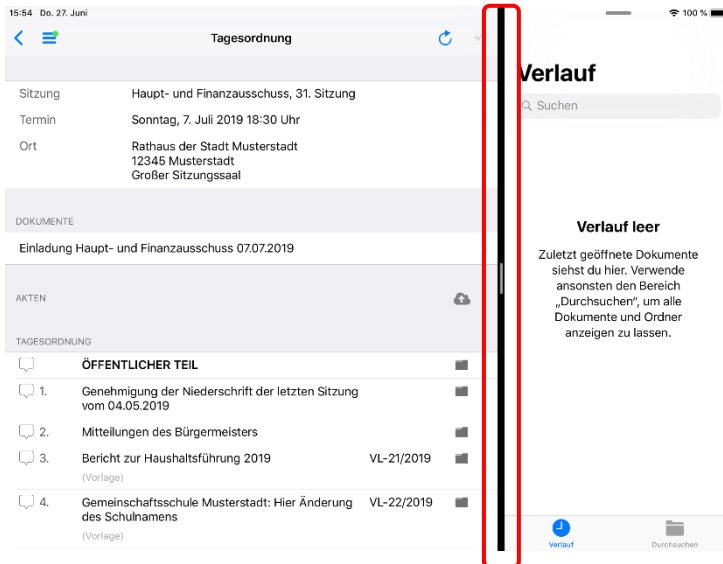 15:54 Do. 27. Juni
100 %
Tagesordnung
Sitzung Haupt- und Finanzausschuss, 31. Sitzung
Termin Sonntag, 7. Juli 2019 18:30 Uhr
Ort Rathaus der Stadt Musterstadt
12345 Musterstadt
Großer Sitzungssaal
DOKUMENTE
Einladung Haupt- und Finanzausschuss 07.07.2019
AKTEN
TAGESORDNUNG
ÖFFENTLICHER TEIL
1. Genehmigung der Niederschrift der letzten Sitzung
vom 04.05.2019
2. Mitteilungen des Bürgermeisters
3. Bericht zur Haushaltsführung 2019 VL-21/2019
(Vorlage)
4. Gemeinschaftsschule Musterstadt: Hier Änderung VL-22/2019
des Schulnamens
(Vorlage)
Verlauf
Suchen
Verlauf leer
Zuletzt geöffnete Dokumente
siehst du hier. Verwende
ansonsten den Bereich
„Durchsuchen“, um alle
Dokumente und Ordner
anzeigen zu lassen.
Verlauf Durchsuchen